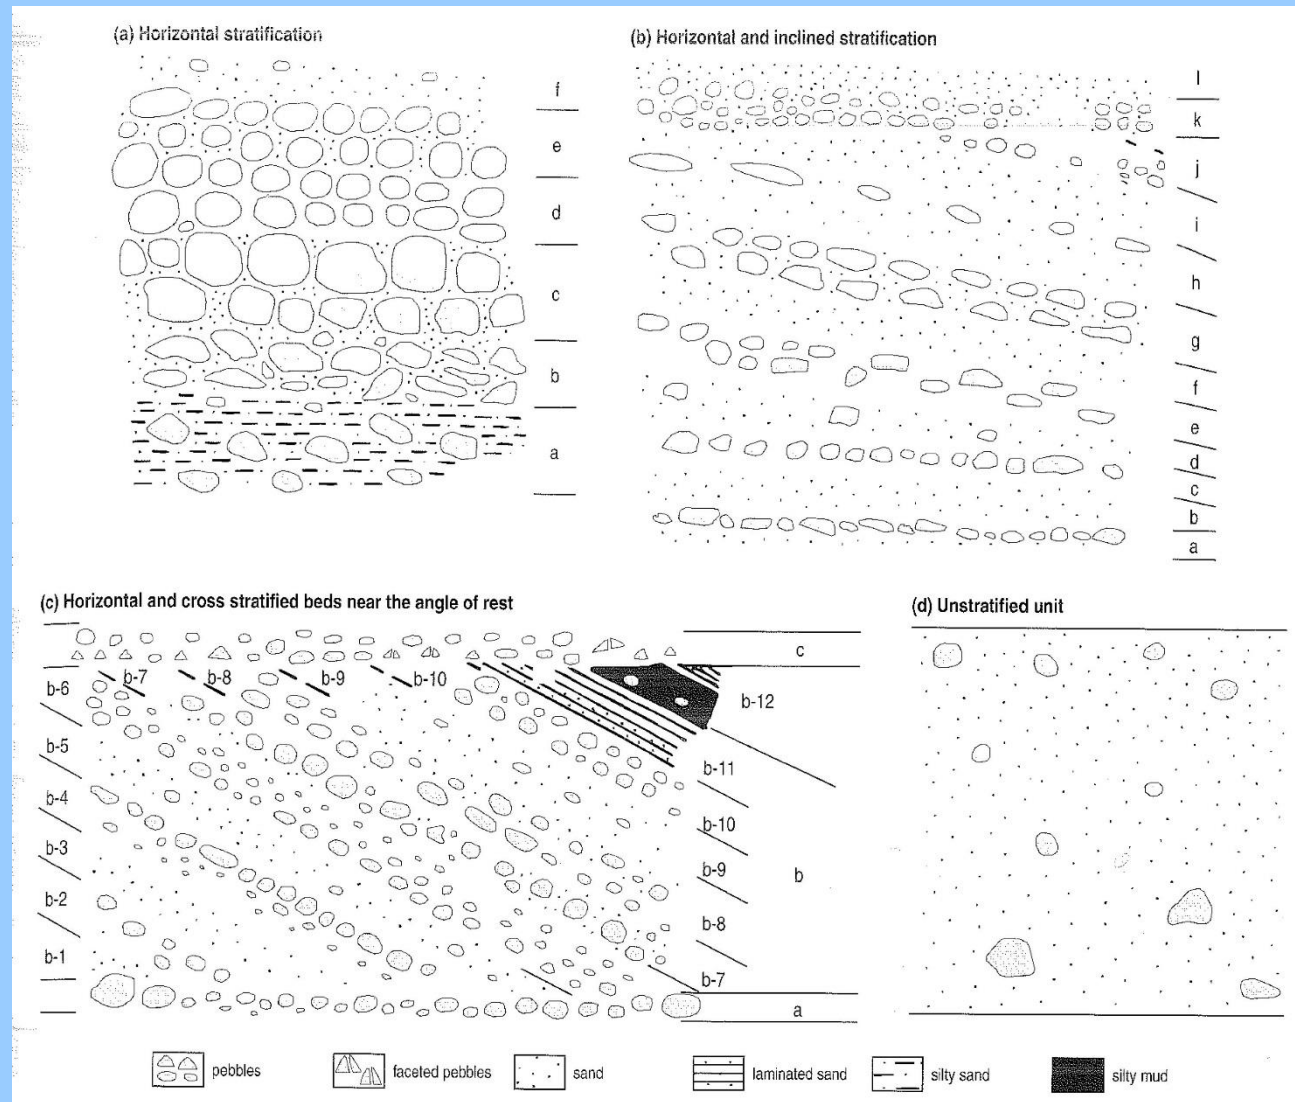 (a) Horizontal stratification
f
e
d
c
b
a
(b) Horizontal and inclined stratification
l
k
j
i
h
g
f
e
d
c
b
a
(c) Horizontal and cross stratified beds near the angle of rest
b-6
b-5
b-4
b-3
b-2
b-1
b-7
b-8
b-9
b-10
c
b-12
b-11
b-10
b-9
b
b-8
b-7
a
(d) Unstratified unit
pebbles
faceted pebbles
sand
laminated sand
silty sand
silty mud